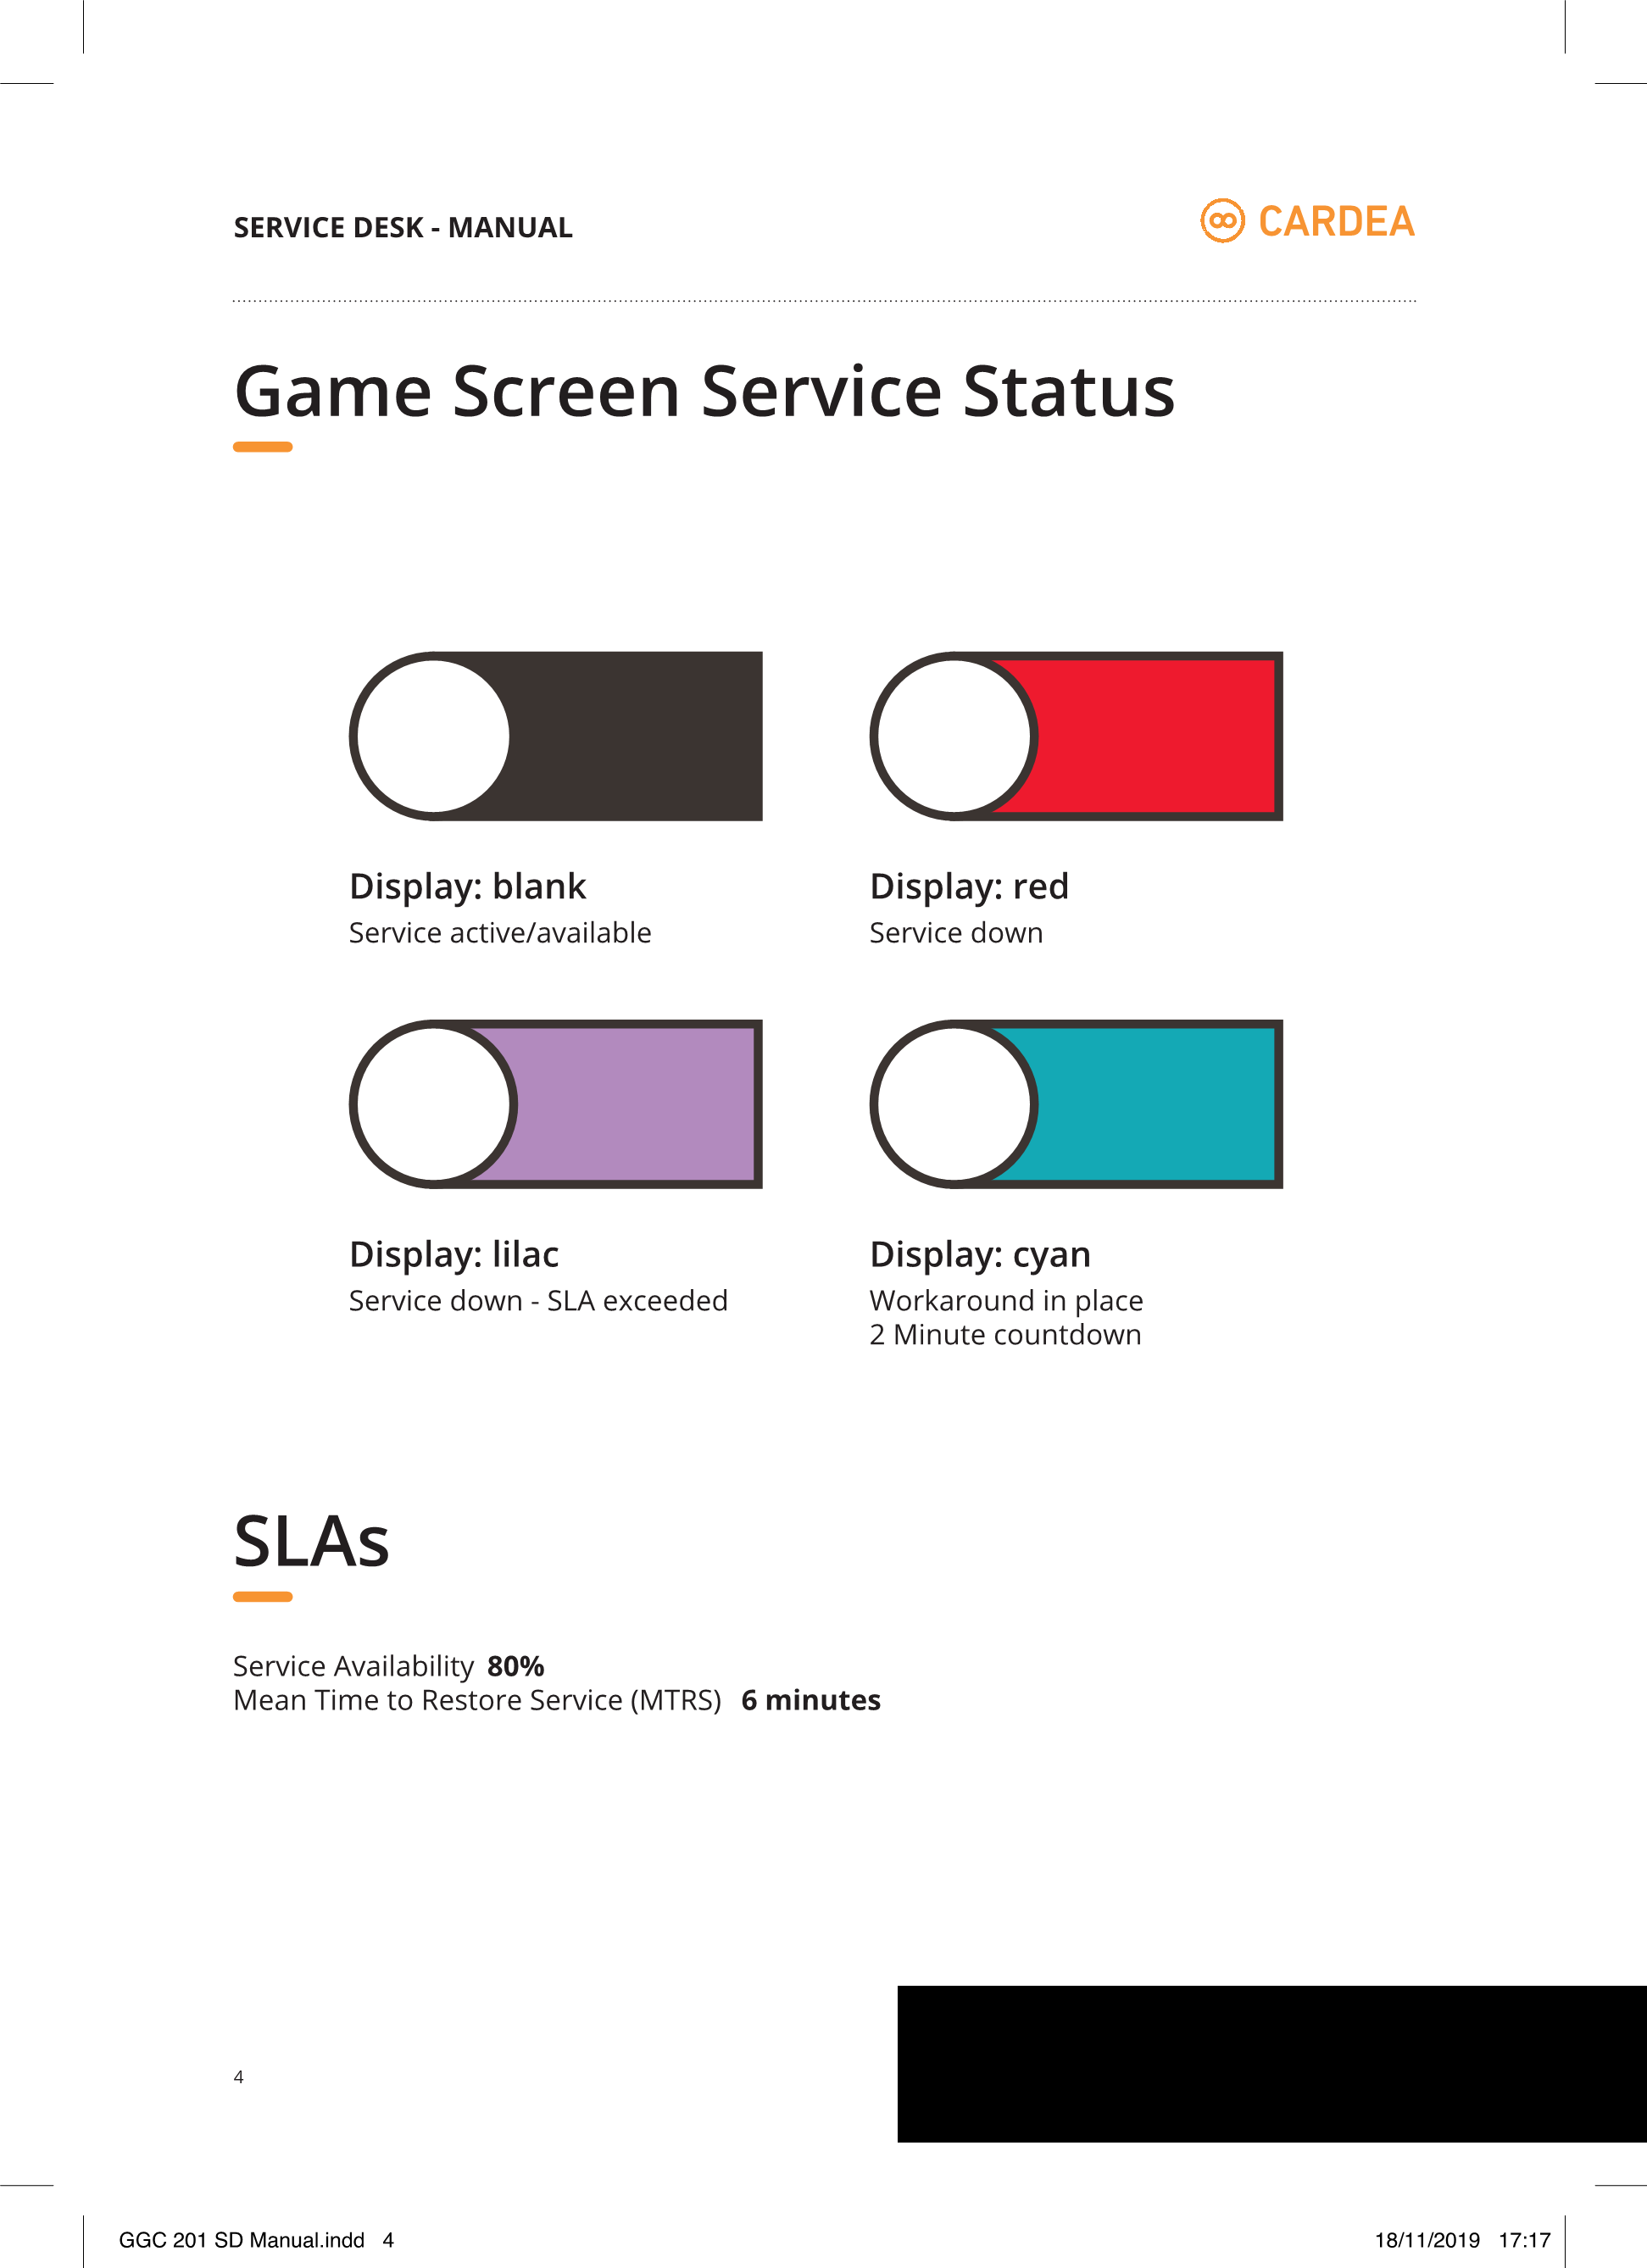 SERVICE DESK - MANUAL
CARDEA
Game Screen Service Status
Display: blank
Service active/available
Display: red
Service down
Display: lilac
Service down - SLA exceeded
Display: cyan
Workaround in place
2 Minute countdown
SLAs
Service Availability 80%
Mean Time to Restore Service (MTRS) 6 minutes
4
GGC 201 SD Manual.indd 4
18/11/2019 17:17